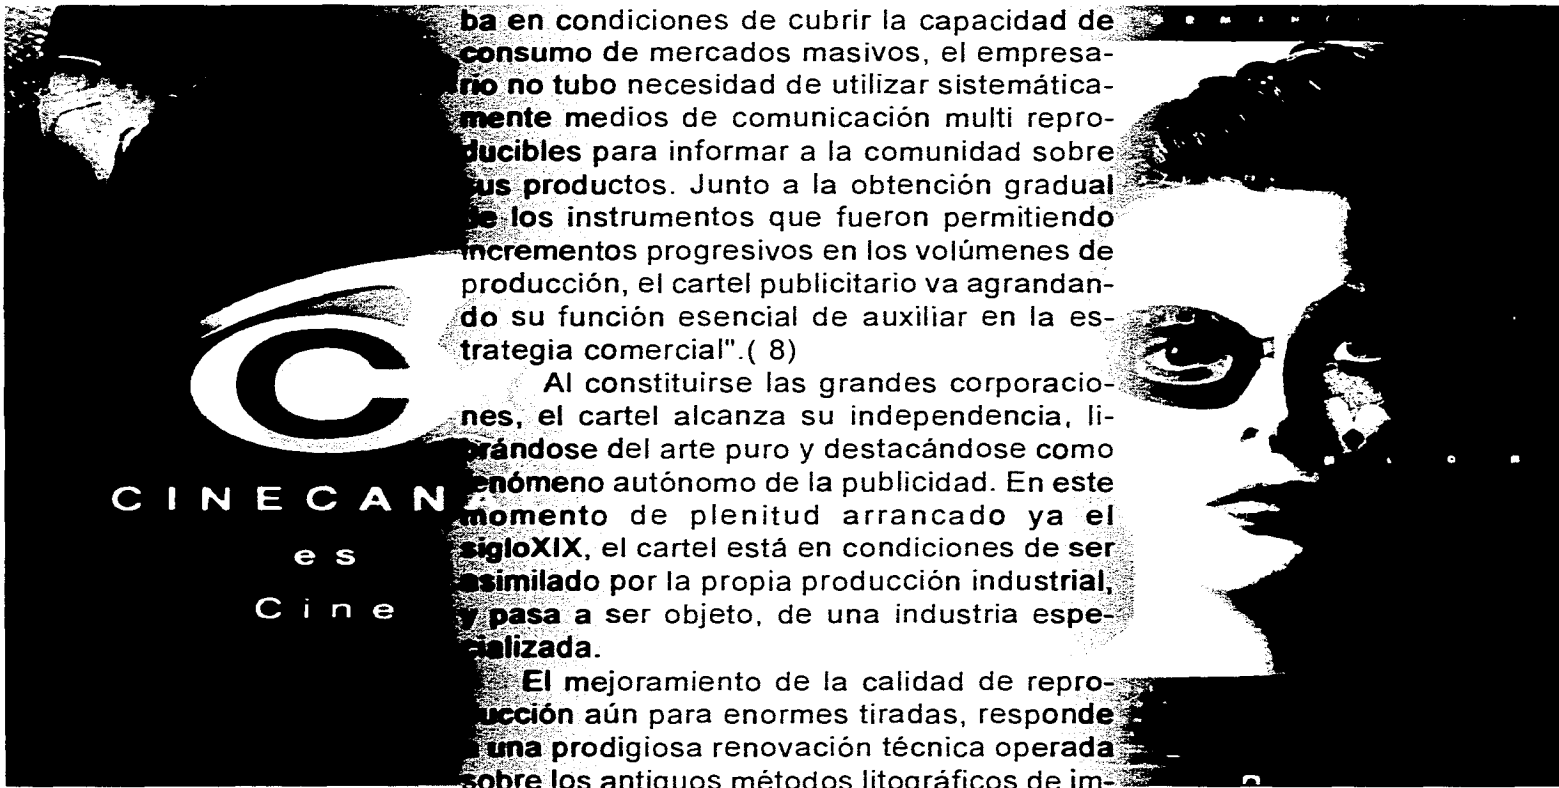 CINECANA
es
Cine
ba en condiciones de cubrir la capacidad de
consumo de mercados masivos, el empresa-
rio no tubo necesidad de utilizar sistemática-
mente medios de comunicación multi repro-
ducibles para informar a la comunidad sobre
sus productos. Junto a la obtención gradual
de los instrumentos que fueron permitiendo
incrementos progresivos en los volúmenes de
producción, el cartel publicitario va agrandan-
do su función esencial de auxiliar en la es-
trategia comercial".( 8)
Al constituirse las grandes corporacio-
nes, el cartel alcanza su independencia, li-
brándose del arte puro y destacándose como
fenómeno autónomo de la publicidad. En este
momento de plenitud arrancado ya el
sigloXIX, el cartel está en condiciones de ser
asimilado por la propia producción industrial,
y pasa a ser objeto, de una industria espe-
cializada.
El mejoramiento de la calidad de repro-
ducción aún para enormes tiradas, responde
a una prodigiosa renovación técnica operada
sobre los antiguos métodos litográficos de im-